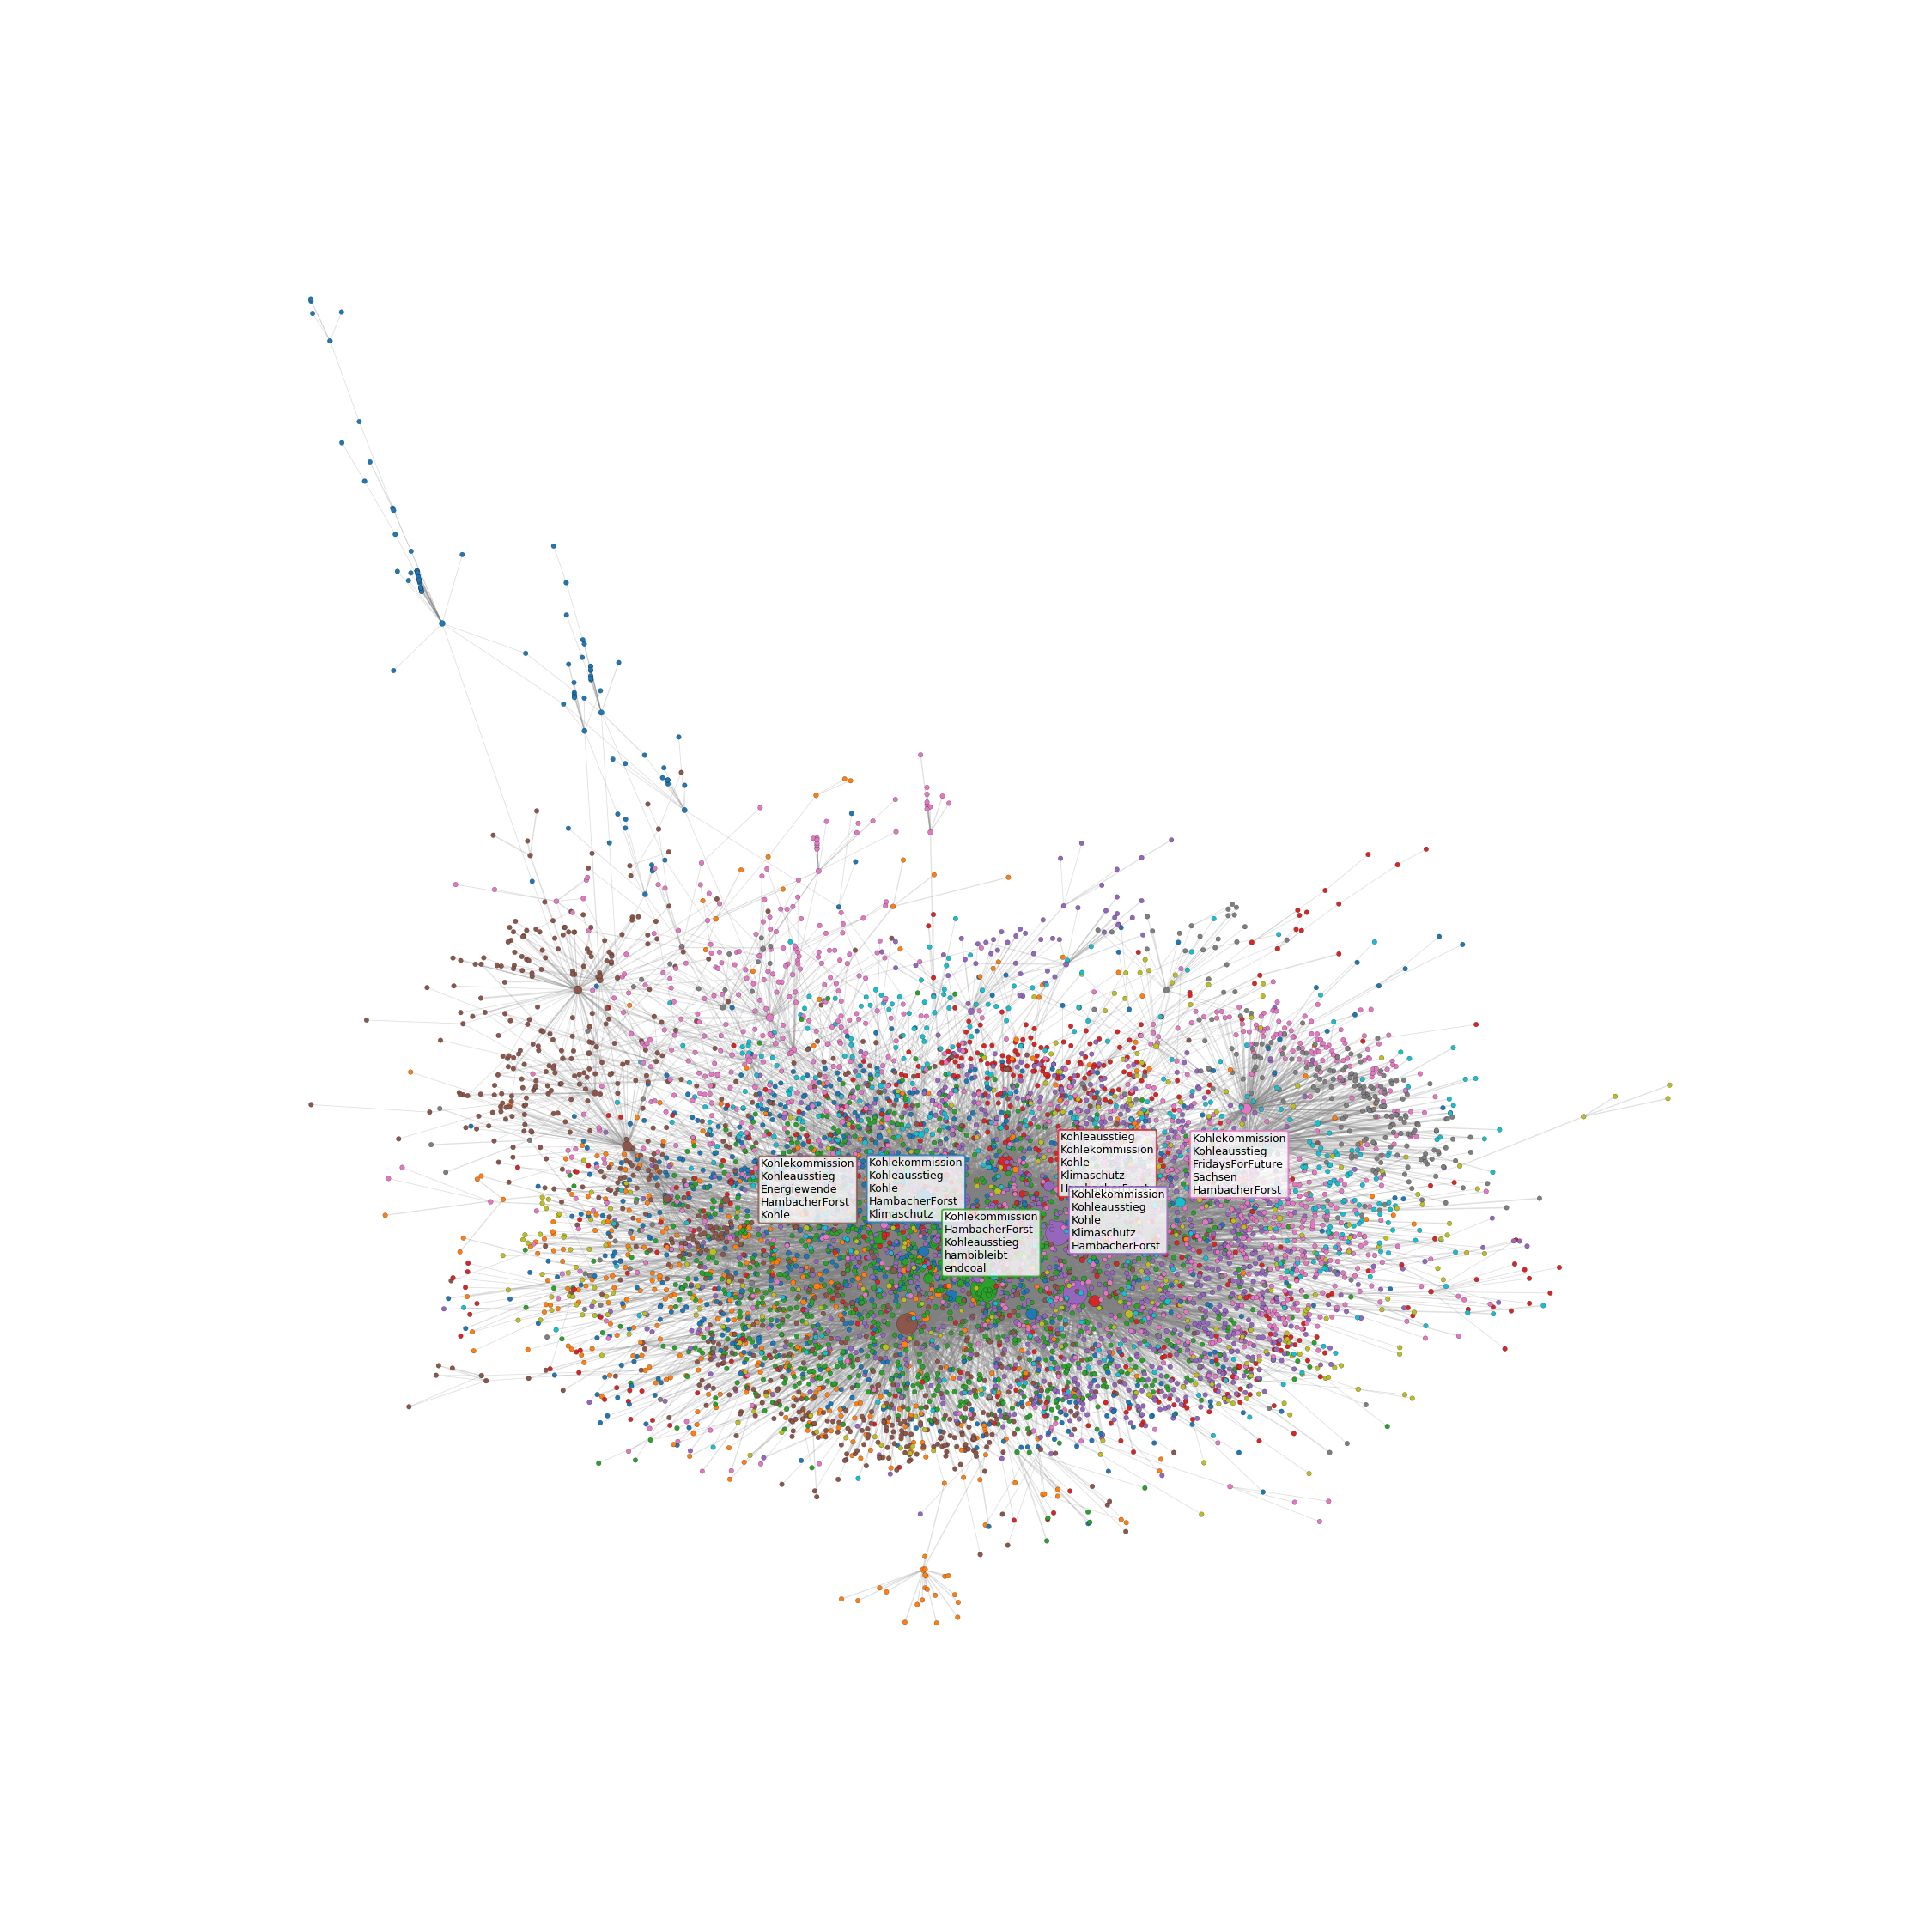 Kohlekommission
Kohleausstieg
Energiewende
HambacherForst
Kohle
Kohlekommission
Kohleausstieg
Kohle
HambacherForst
Klimaschutz
Kohlekommission
HambacherForst
Kohleausstieg
hambibleibt
endcoal
Kohleausstieg
Kohlekommission
Kohle
Klimaschutz
Kohlekommission
Kohleausstieg
Kohle
Klimaschutz
HambacherForst
Kohlekommission
Kohleausstieg
FridaysForFuture
Sachsen
HambacherForst